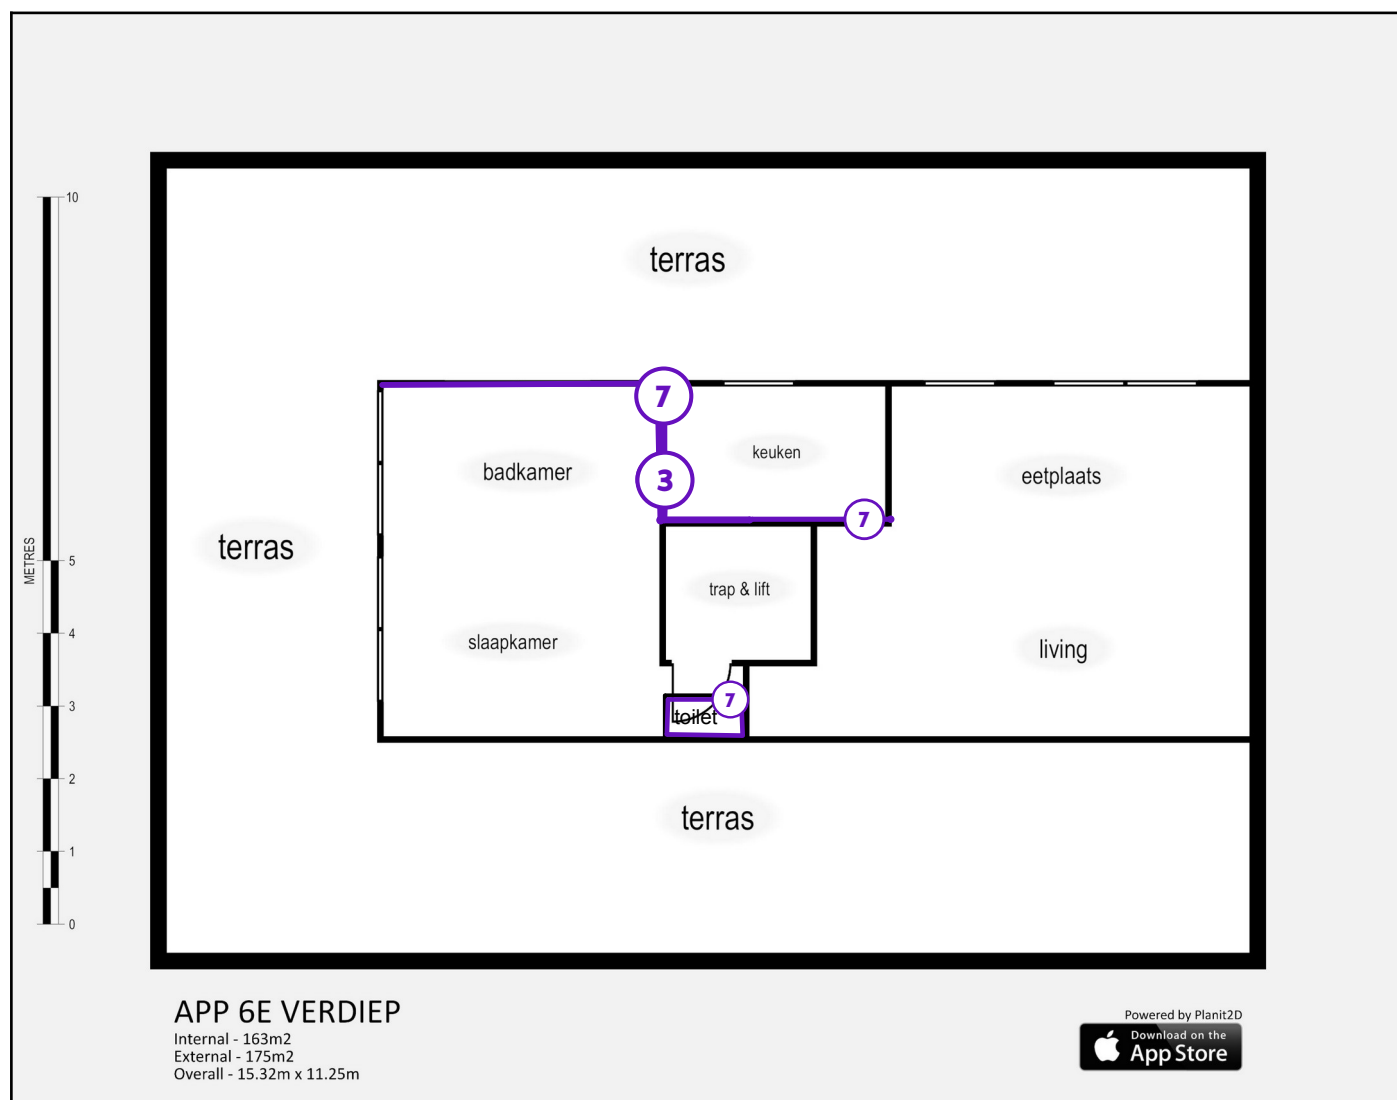 10
terras
7
keuken
badkamer
3
eetplaats
7
terras
METRES
5
trap & lift
4
slaapkamer
living
3
7
toilet
2
terras
1
0
APP 6E VERDIEP
Internal - 163m2
External - 175m2
Overall - 15.32m x 11.25m
Powered by Planit2D
Download on the
App Store